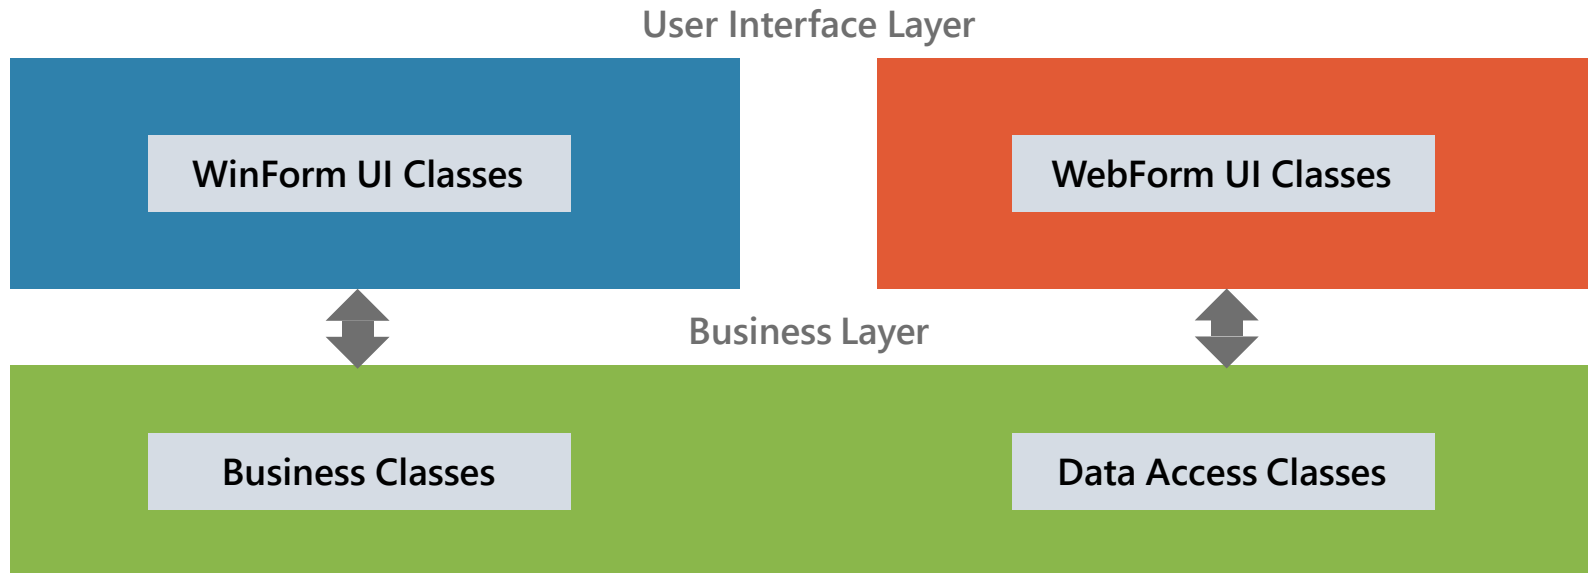 User Interface Layer
WinForm UI Classes
WebForm UI Classes
Business Layer
Business Classes
Data Access Classes